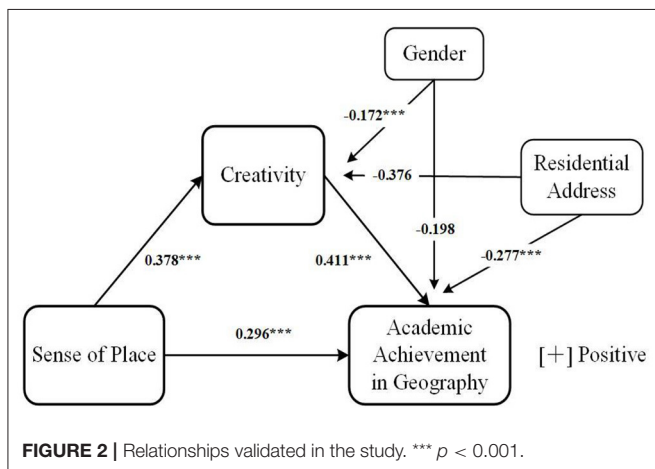 Gender
-0.172***
Creativity
-0.376
Residential
Address
-0.198
0.378***
0.411***
-0.277***
Sense of Place
0.296***
Academic
Achievement
in Geography
[+] Positive
FIGURE 2 | Relationships validated in the study. *** p < 0.001.